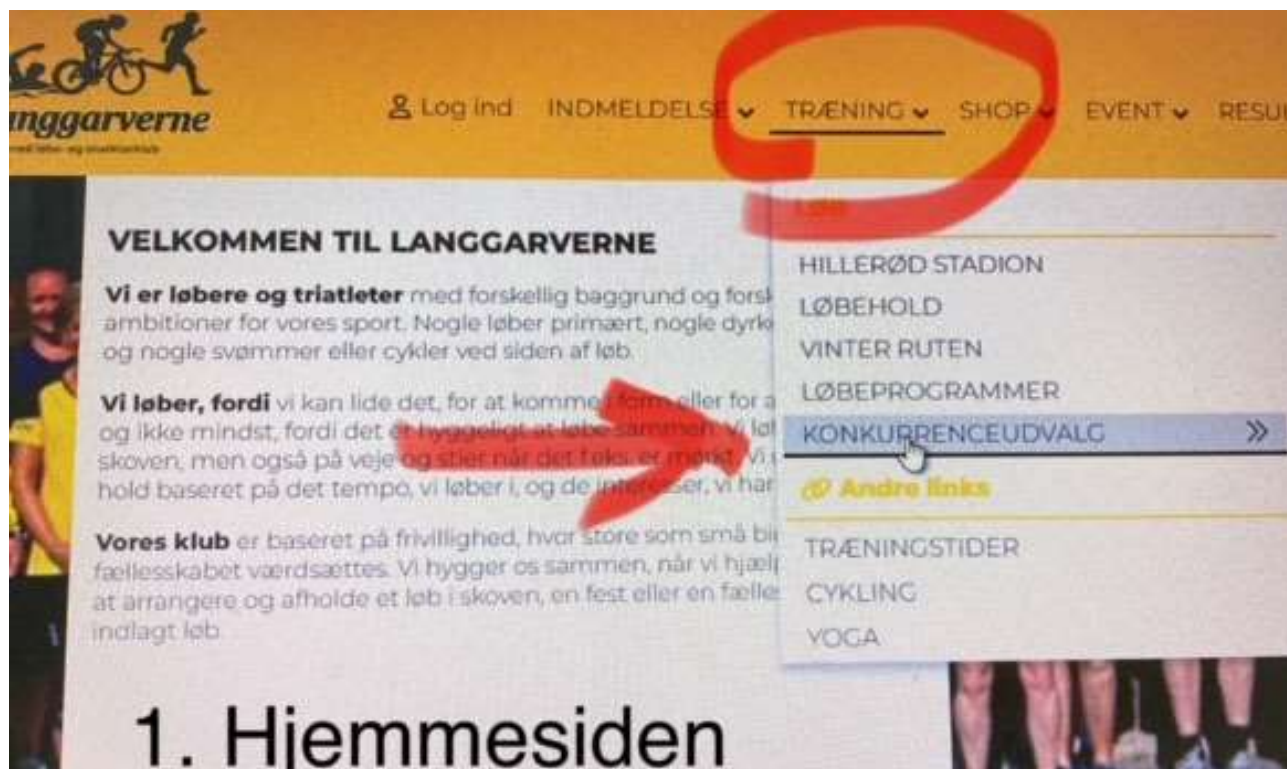 anggarverne
Log ind INDMELDELSE TRÆNING SHOP EVENT RESU
VELKOMMEN TIL LANGGARVERNE
Vi er løbere og triatleter med forskellig baggrund og forsk
ambitioner for vores sport. Nogle løber primært, nogle dyrk
og nogle svømmer eller cykler ved siden af løb.
Vi løber, fordi vi kan lide det, for at komme i form eller for a
og ikke mindst, fordi det er hyggeligt at løbe sammen. Vi løb
skoven, men også på veje og stier når det f.eks. er mørkt. Vi
hold baseret på det tempo, vi løber i, og de interesser, vi har
Vores klub er baseret på frivillighed, hvor store som små bi
fællesskabet værdsættes. Vi hygger os sammen, når vi hjælp
at arrangere og afholde et løb i skoven, en fest eller en fælle
indlagt løb.
HILLERØD STADION
LØBEHOLD
VINTER RUTEN
LØBEPROGRAMMER
KONKURRENCEUDVALG
Andre links
TRÆNINGSTIDER
CYKLING
YOGA
1. Hjemmesiden